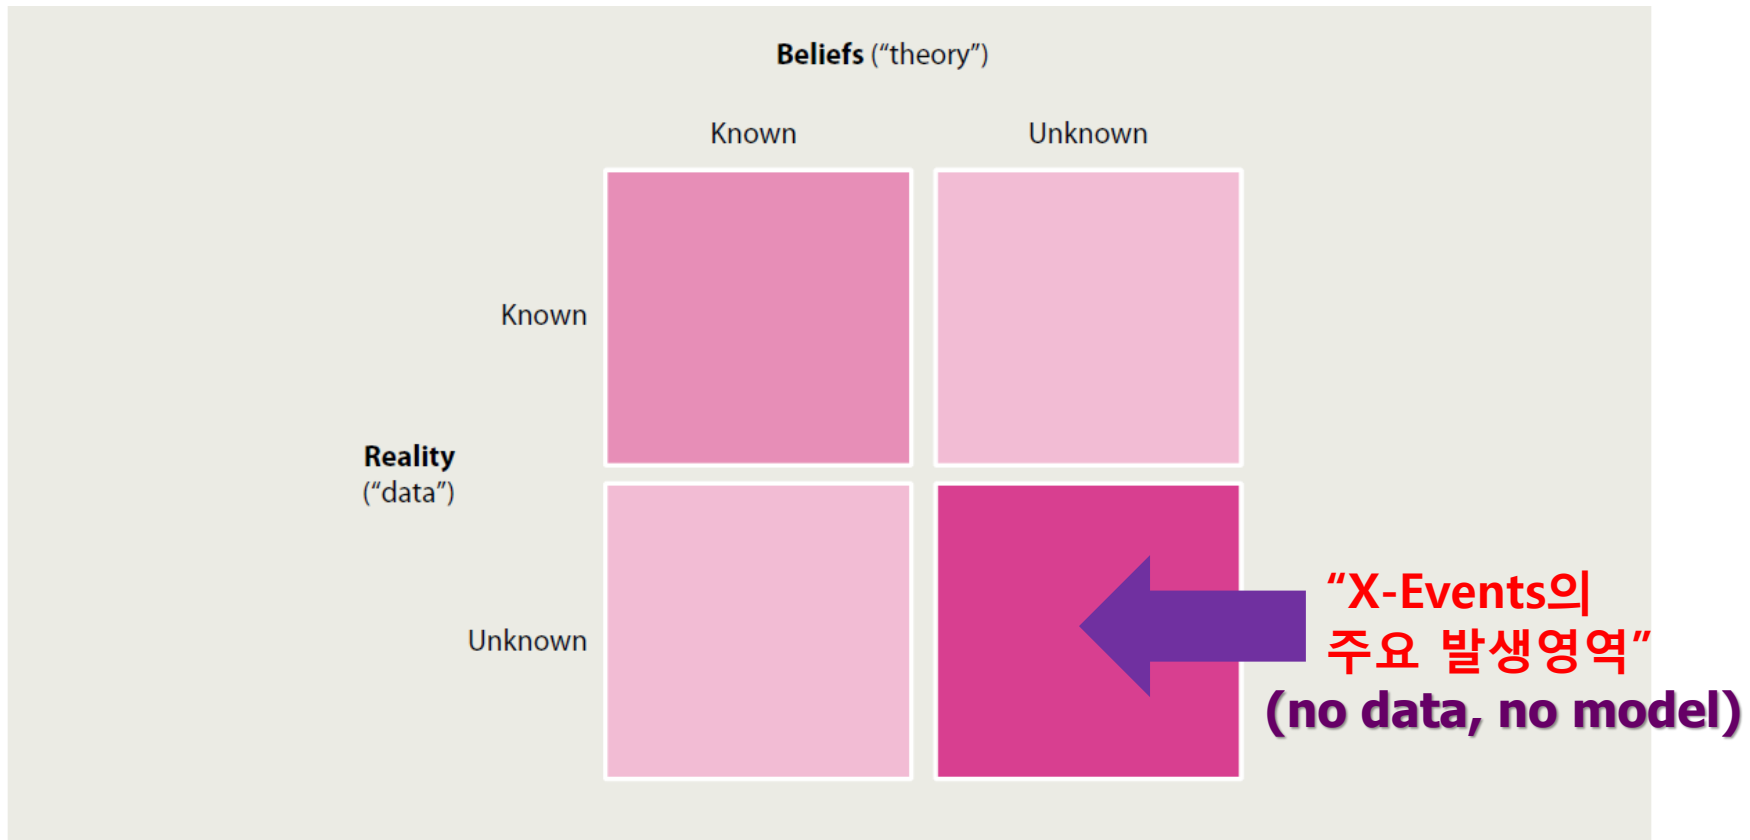 Beliefs (“theory”)
Known
Unknown
Known
Reality
(“data”)
Unknown
“X-Events의
주요 발생영역”
(no data, no model)